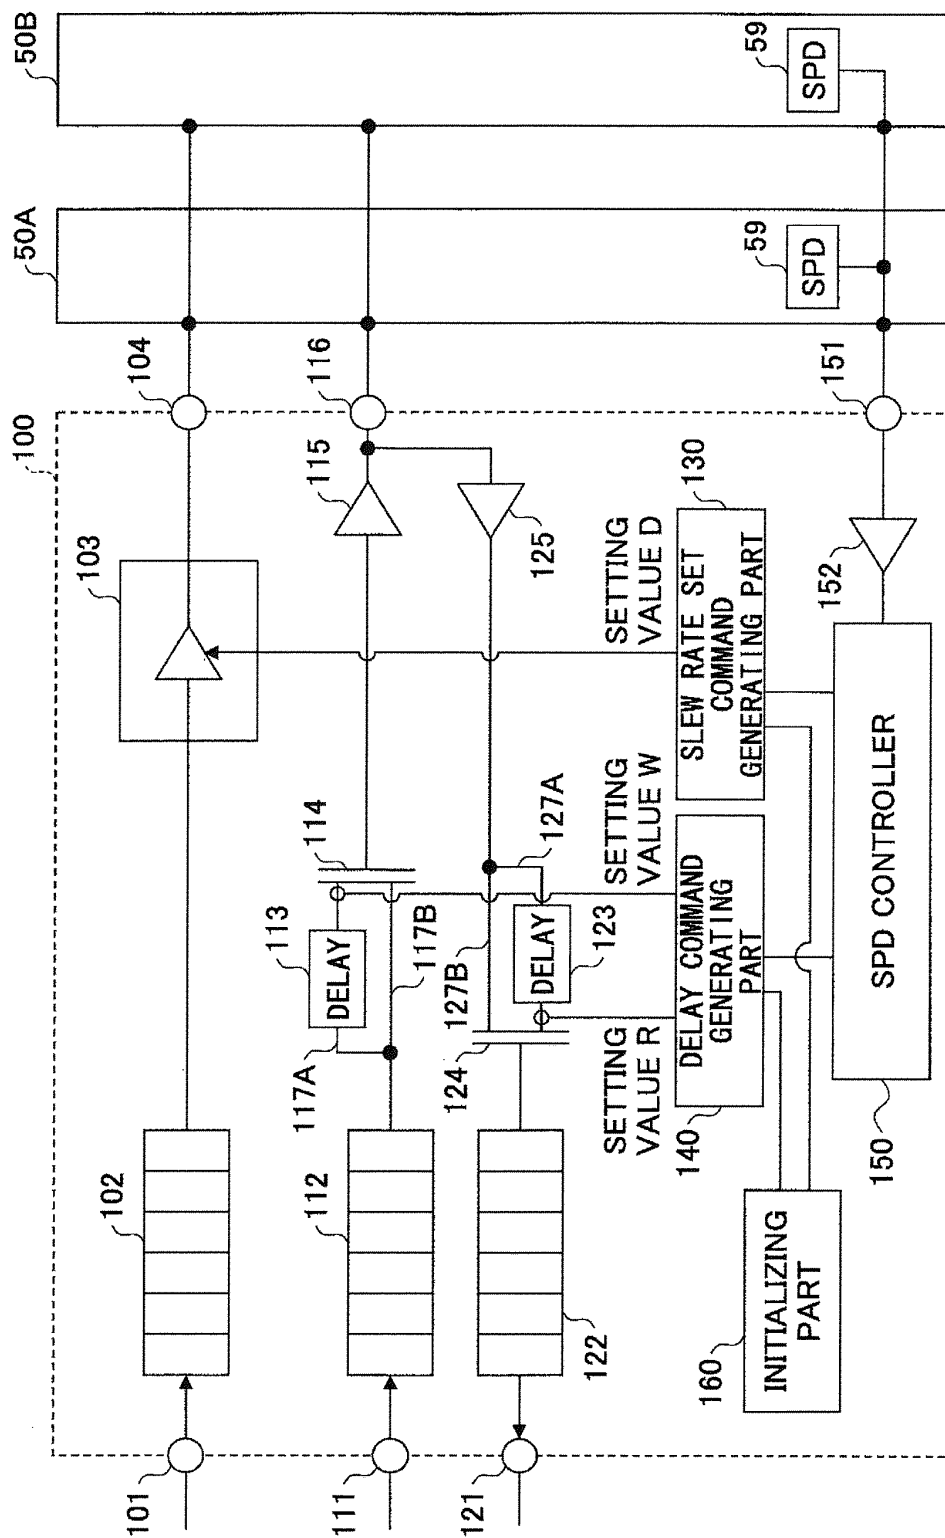 50A
50B
100
104
103
101
102
SPD
59
SPD
59
116
115
114
113
DELAY
117A
117B
111
112
125
127A
127B
DELAY
123
124
121
122
151
152
SETTING
VALUE D
SETTING
VALUE W
SETTING
VALUE R
130
SLEW RATE SET
COMMAND
GENERATING PART
140
DELAY COMMAND
GENERATING
PART
SPD CONTROLLER
150
160
INITIALIZING
PART